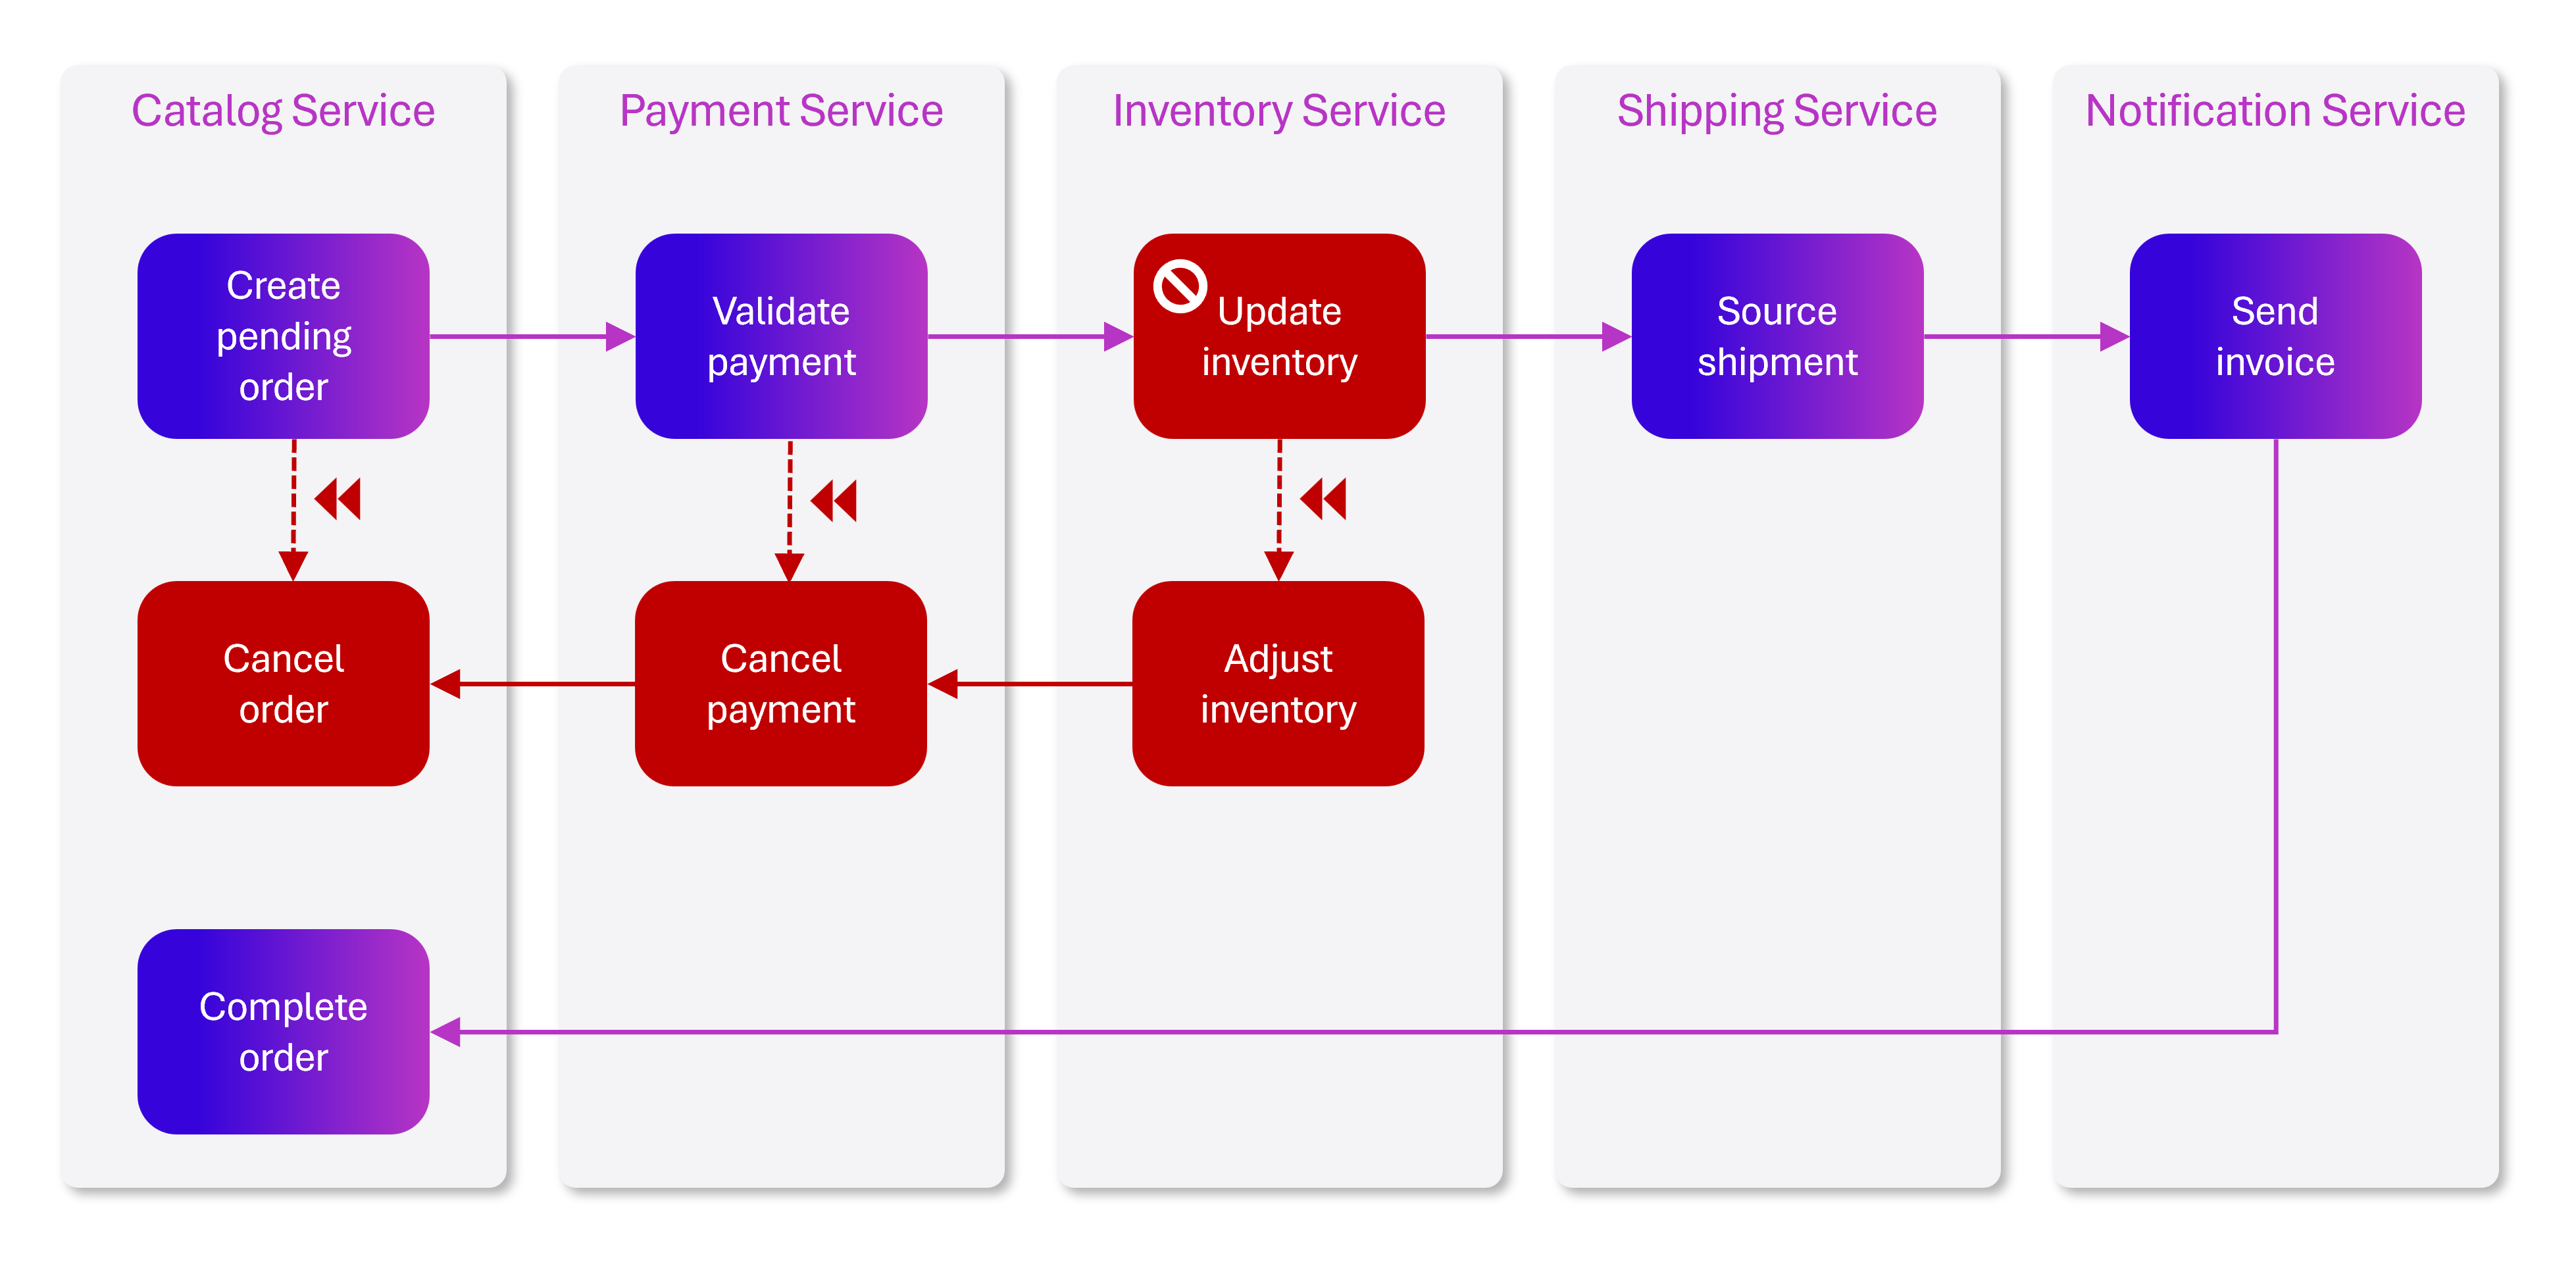 Catalog Service
Payment Service
Inventory Service
Shipping Service
Notification Service
Create
pending
order
Validate
payment
Update
inventory
Source
shipment
Send
invoice
Cancel
order
Cancel
payment
Adjust
inventory
Complete
order